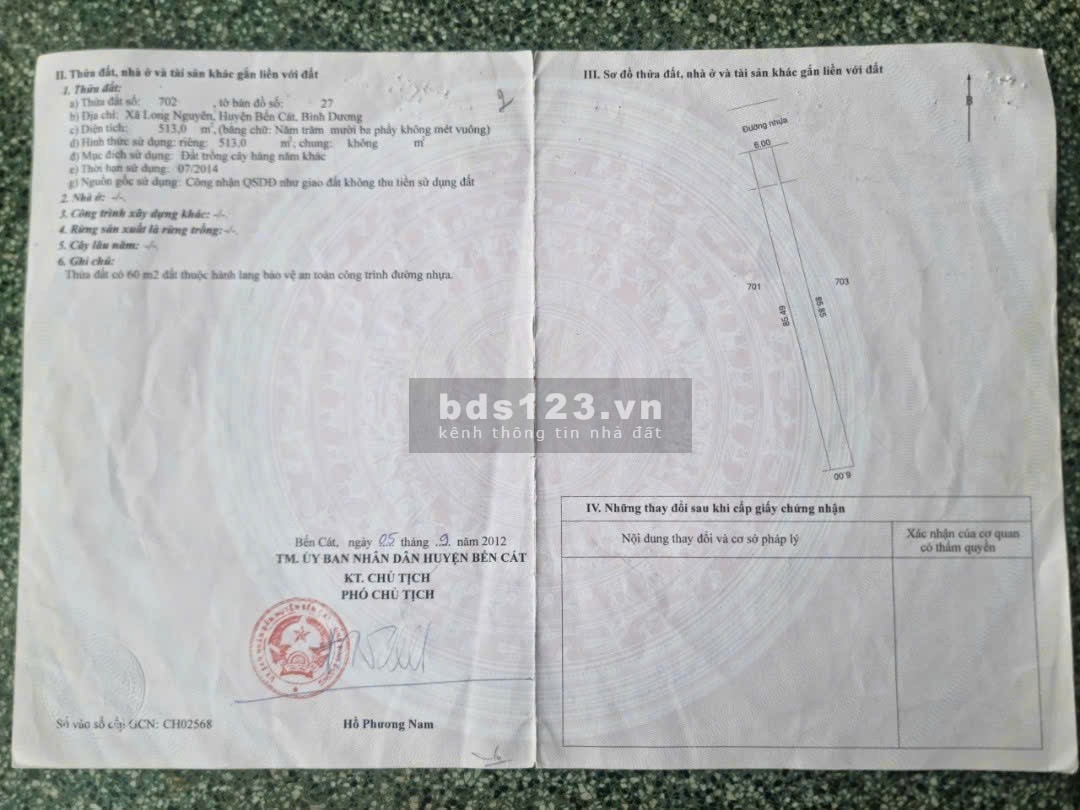 II. Thửa đất, nhà ở và tài sản khác gắn liền với đất
1. Thửa đất:
a) Thửa đất số: 702 , tờ bản đồ số: 27
b) Địa chỉ: Xã Long Nguyên, Huyện Bến Cát, Bình Dương
c) Diện tích: 513,0 m², (bằng chữ: Năm trăm mười ba phẩy không mét vuông)
d) Hình thức sử dụng: riêng: 513,0 m²; chung: không m²
đ) Mục đích sử dụng: Đất trồng cây hàng năm khác
e) Thời hạn sử dụng: 07/2014
g) Nguồn gốc sử dụng: Công nhận QSDĐ như giao đất không thu tiền sử dụng đất
2. Nhà ở: -/-.
3. Công trình xây dựng khác: -/-.
4. Rừng sản xuất là rừng trồng: -/-.
5. Cây lâu năm: -/-.
6. Ghi chú:
Thửa đất có 60 m2 đất thuộc hành lang bảo vệ an toàn công trình đường nhựa.
Bến Cát, ngày 05 tháng .9. năm 2012
TM. ỦY BAN NHÂN DÂN HUYỆN BẾN CÁT
KT. CHỦ TỊCH
PHÓ CHỦ TỊCH
Hồ Phương Nam
Số vào sổ cấp GCN: CH02568
III. Sơ đồ thửa đất, nhà ở và tài sản khác gắn liền với đất
B
Đường nhựa
6.00
701
703
85.49
85.85
6.00
IV. Những thay đổi sau khi cấp giấy chứng nhận
Nội dung thay đổi và cơ sở pháp lý
Xác nhận của cơ quan
có thẩm quyền
bds123.vn
kênh thông tin nhà đất